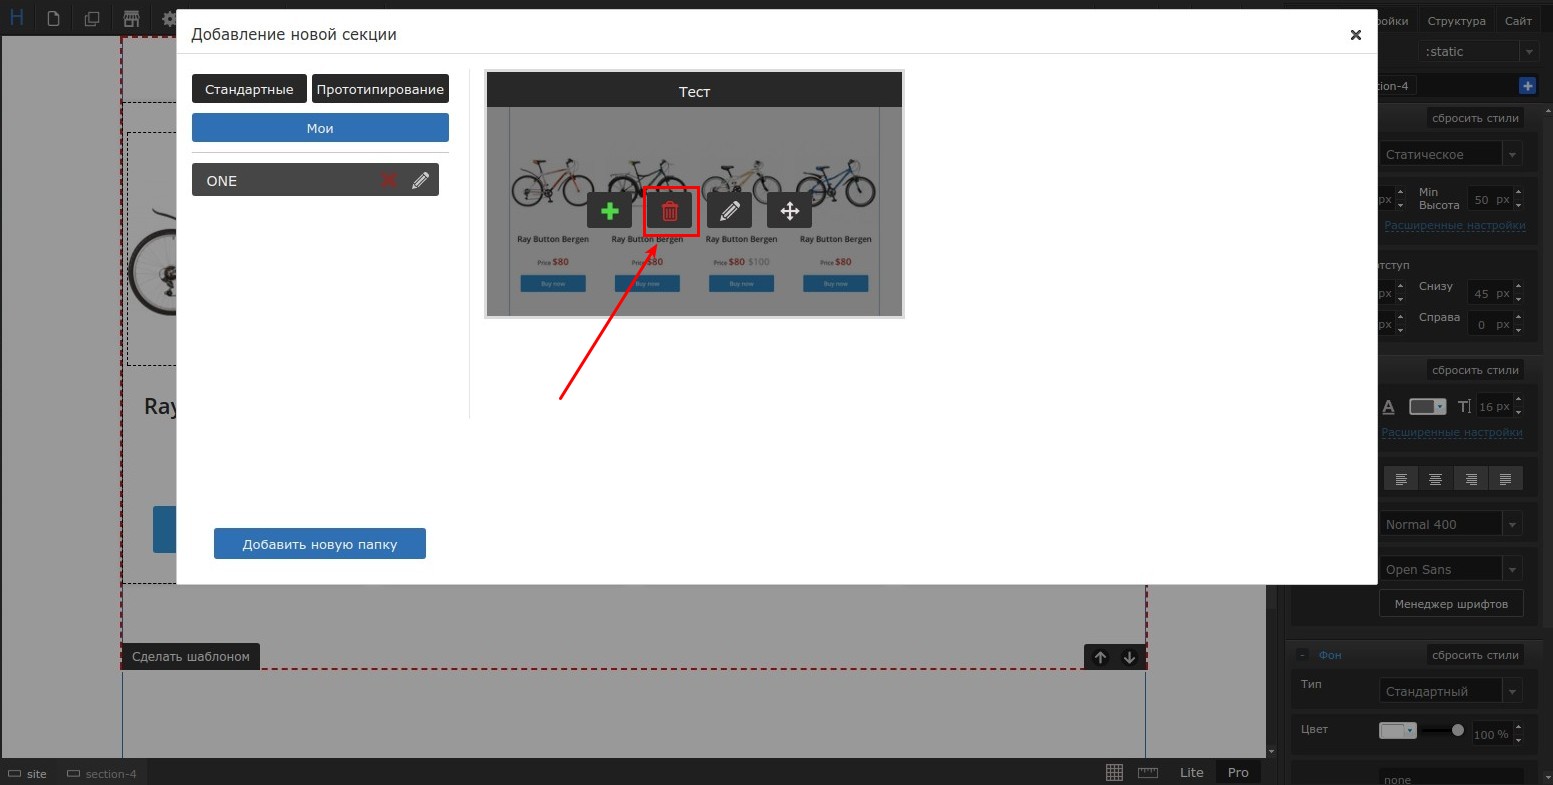 H
Добавление новой секции
ройки Структура Сайт
:static
Стандартные Прототипирование
Тест
tion-4
Мои
сбросить стили
Статическое
ONE
px Min Высота 50 px
Расширенные настройки
Ray Button Bergen Ray Button Bergen Ray Button Bergen Ray Button Bergen
Price $80 Price $80 Price $80 $100 Price $80
Buy now Buy now Buy now Buy now
отступ
px Снизу 45 px
px Справа 0 px
сбросить стили
Ray
A T 16 px
Расширенные настройки
Normal 400
Добавить новую папку
Open Sans
Менеджер шрифтов
Сделать шаблоном
- Фон сбросить стили
Тип Стандартный
Цвет 100 %
site section-4 Lite Pro
none